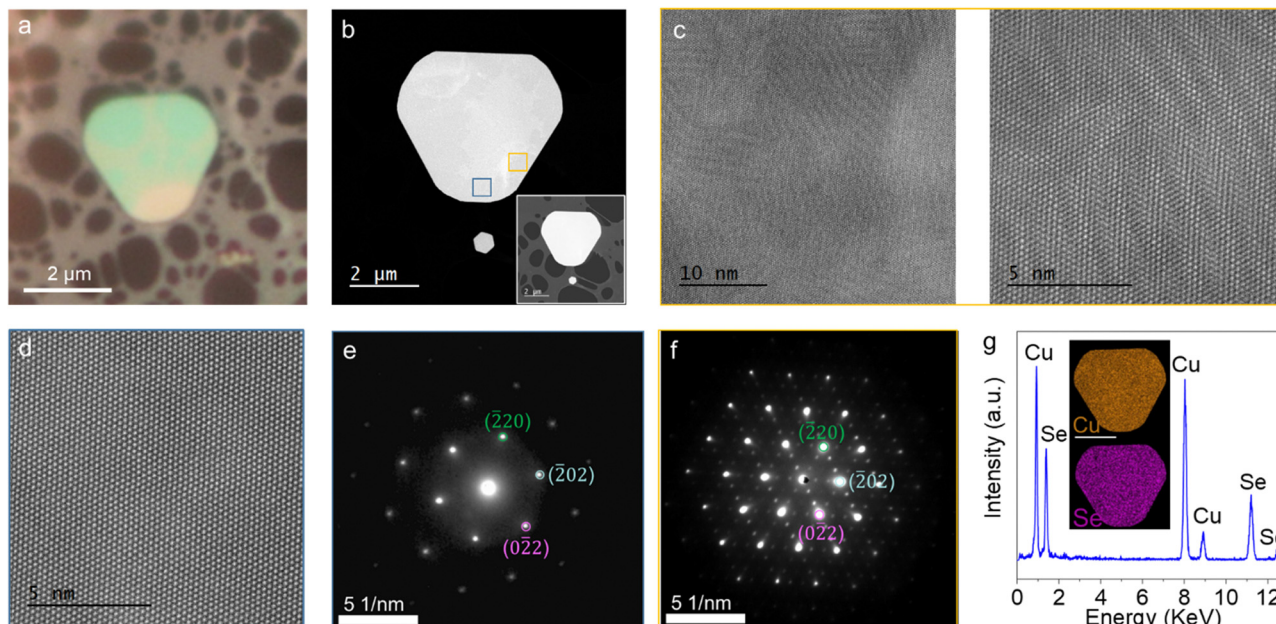 a
2 μm
b
2 μm
2 μm
c
10 nm
5 nm
d
5 nm
e
(2̅20)
(2̅02)
(02̅2)
5 1/nm
f
(2̅20)
(2̅02)
(02̅2)
5 1/nm
g
Intensity (a.u.)
Cu
Se
Cu
Se
Cu
Cu
Se
Se
0 2 4 6 8 10 12
Energy (KeV)